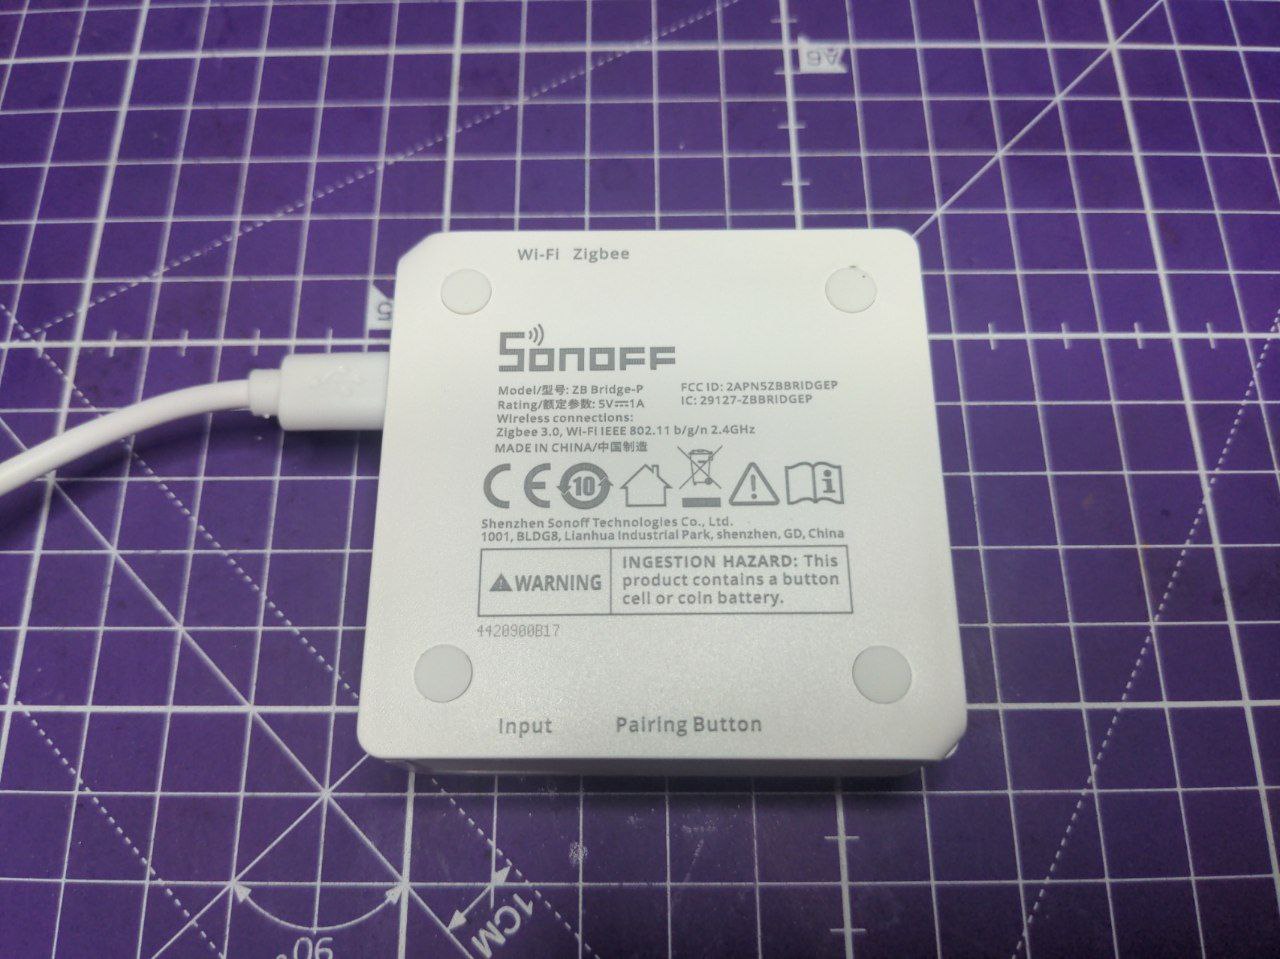 A6
5
Wi-Fi Zigbee
SONOFF
Model/型号: ZB Bridge-P
FCC ID: 2APN5ZBBRIDGEP
Rating/额定参数: 5V⎓1A
IC: 29127-ZBBRIDGEP
Wireless connections:
Zigbee 3.0, Wi-Fi IEEE 802.11 b/g/n 2.4GHz
MADE IN CHINA/中国制造
CE 10
Shenzhen Sonoff Technologies Co., Ltd.
1001, BLDG8, Lianhua Industrial Park, shenzhen, GD, China
WARNING
INGESTION HAZARD: This
product contains a button
cell or coin battery.
4420900B17
Input Pairing Button
1CM
90°